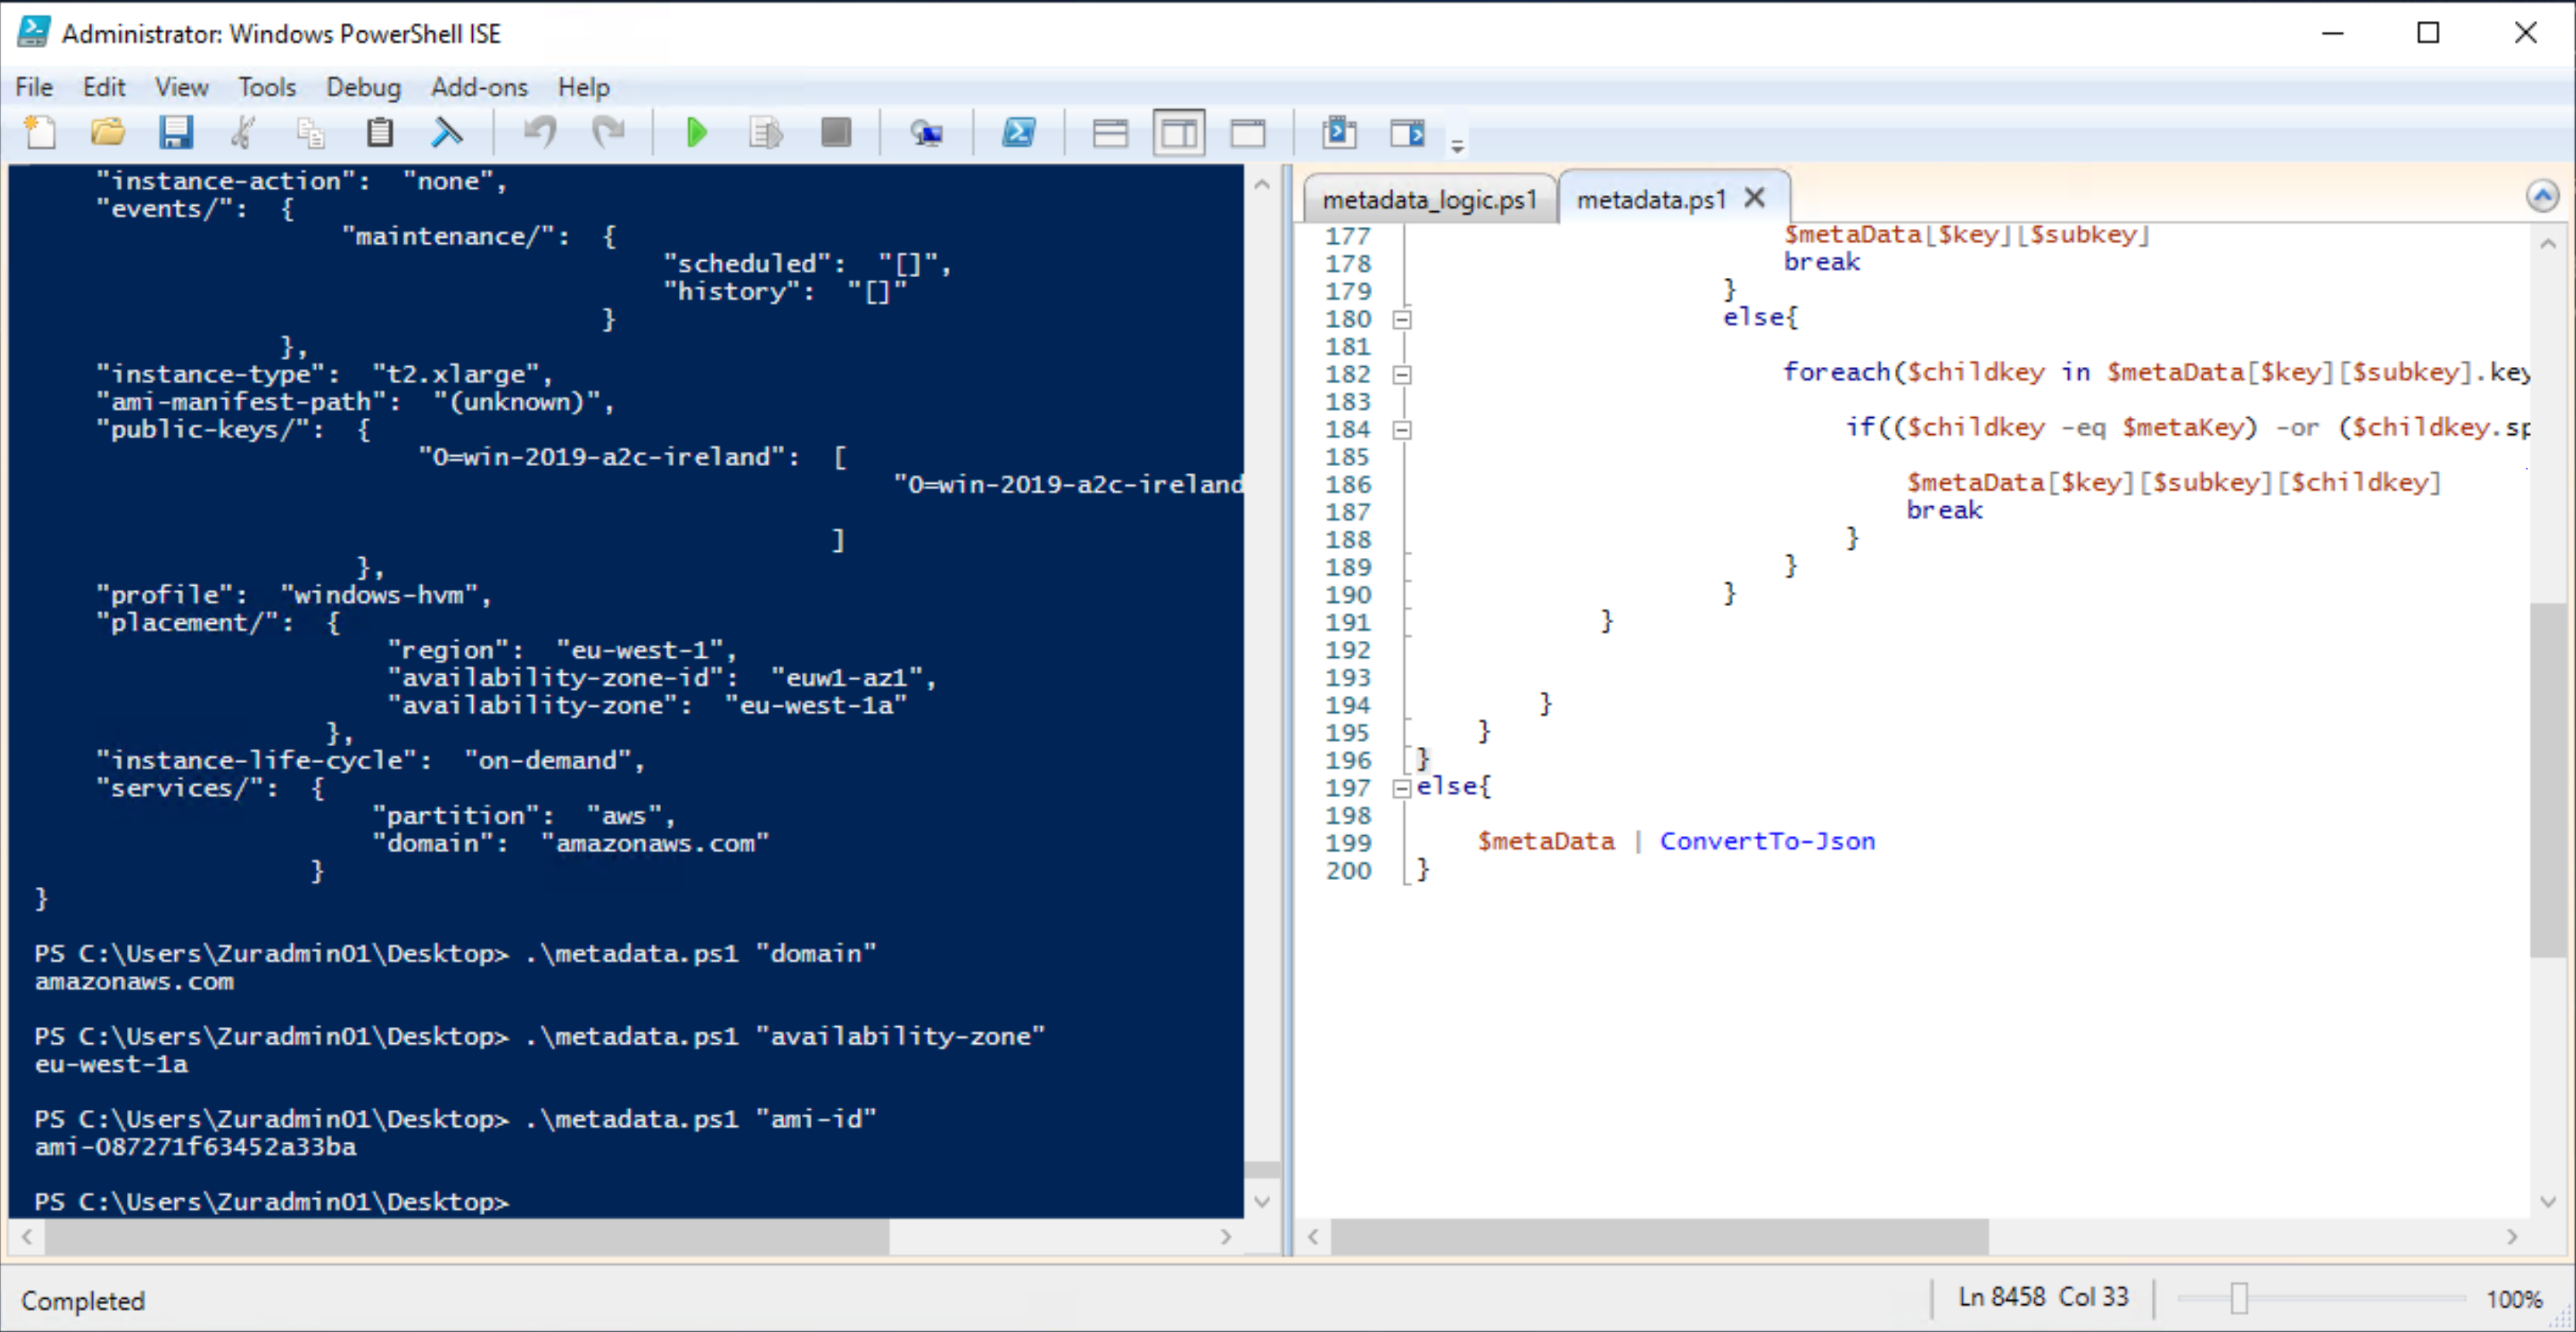 Administrator: Windows PowerShell ISE
File Edit View Tools Debug Add-ons Help
"instance-action":  "none",
"events/":  {
"maintenance/":  {
"scheduled":  "[]",
"history":  "[]"
}
},
"instance-type":  "t2.xlarge",
"ami-manifest-path":  "(unknown)",
"public-keys/":  {
"0=win-2019-a2c-ireland":  [
"0=win-2019-a2c-ireland
]
},
"profile":  "windows-hvm",
"placement/":  {
"region":  "eu-west-1",
"availability-zone-id":  "euw1-az1",
"availability-zone":  "eu-west-1a"
},
"instance-life-cycle":  "on-demand",
"services/":  {
"partition":  "aws",
"domain":  "amazonaws.com"
}
}
PS C:\Users\Zuradmin01\Desktop> .\metadata.ps1 "domain"
amazonaws.com
PS C:\Users\Zuradmin01\Desktop> .\metadata.ps1 "availability-zone"
eu-west-1a
PS C:\Users\Zuradmin01\Desktop> .\metadata.ps1 "ami-id"
ami-087271f63452a33ba
PS C:\Users\Zuradmin01\Desktop>
metadata_logic.ps1 metadata.ps1
177 $metaData[$key][$subkey]
178 break
179 }
180 else{
181
182 foreach($childkey in $metaData[$key][$subkey].key
183
184 if(($childkey -eq $metaKey) -or ($childkey.sp
185
186 $metaData[$key][$subkey][$childkey]
187 break
188 }
189 }
190 }
191 }
192
193
194 }
195 }
196 }
197 else{
198
199 $metaData | ConvertTo-Json
200 }
Completed
Ln 8458 Col 33
100%